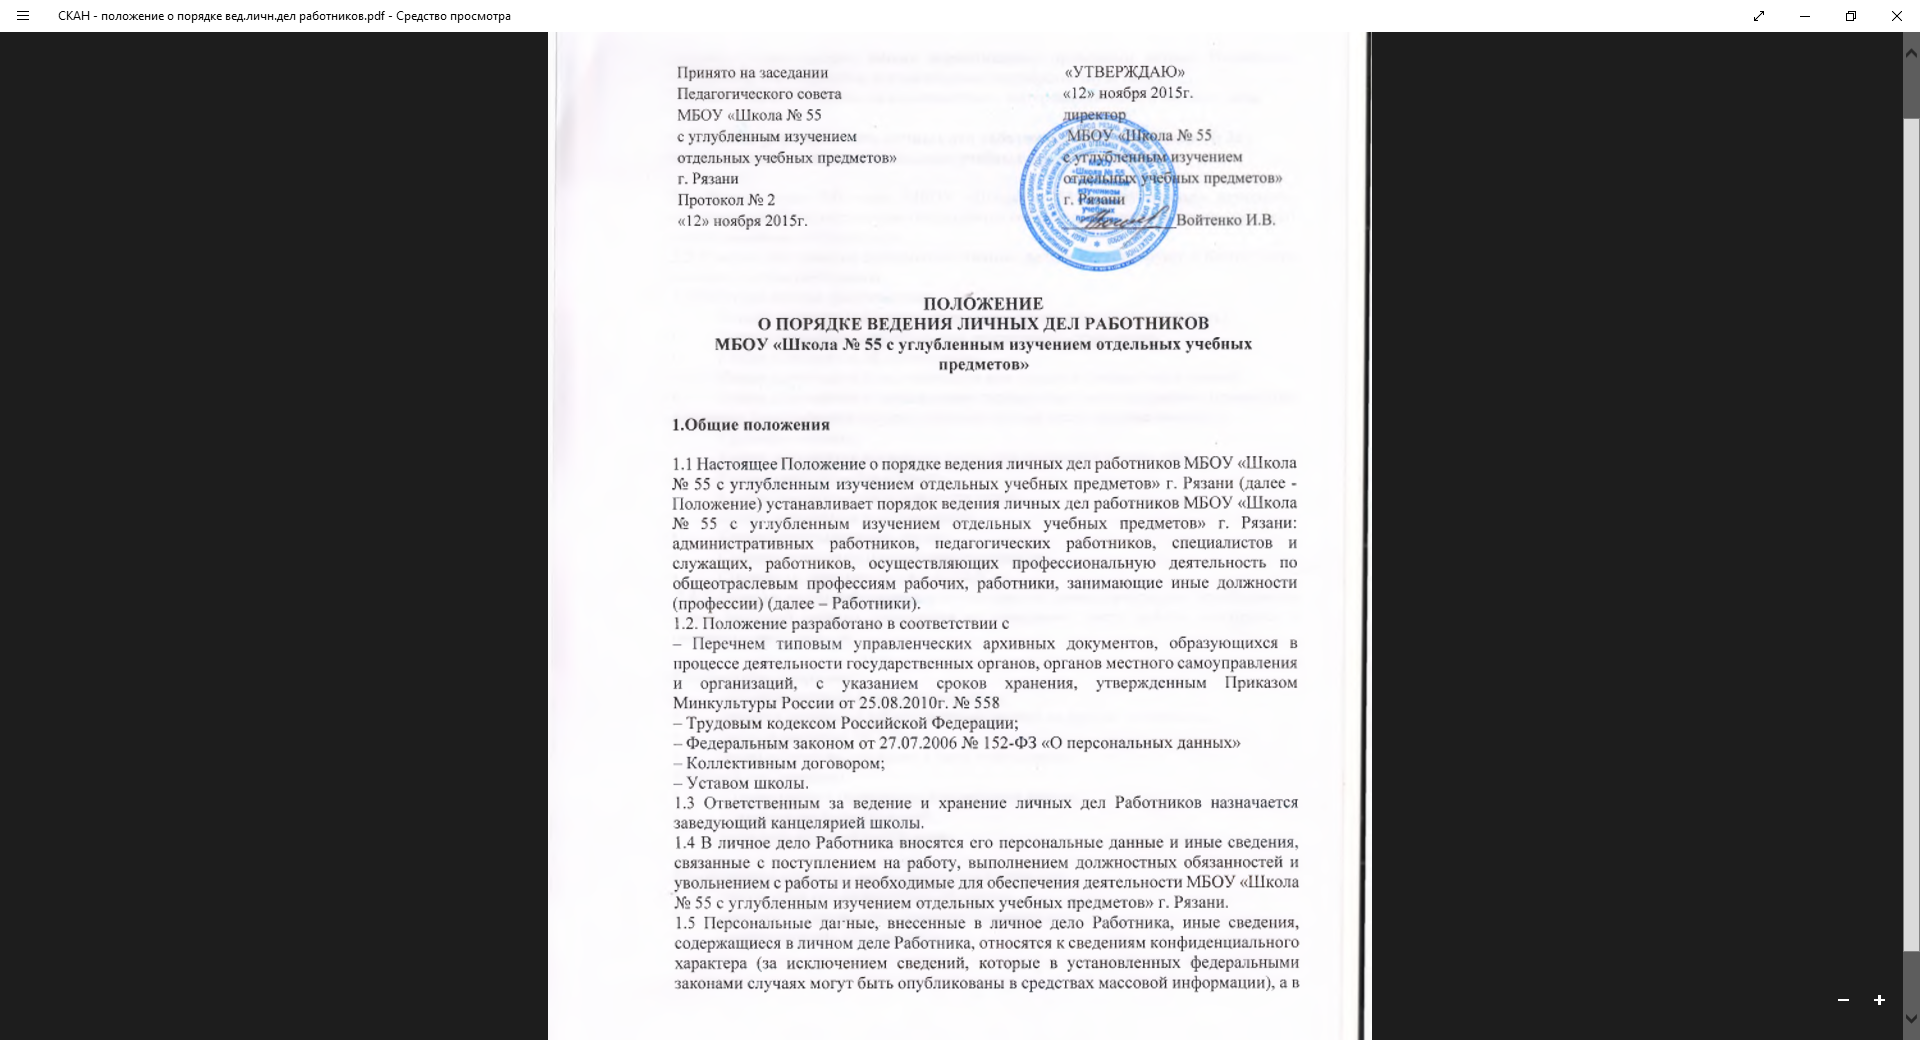 СКАН - положение о порядке вед.личн.дел работников.pdf - Средство просмотра
Принято на заседании
Педагогического совета
МБОУ «Школа № 55
с углубленным изучением
отдельных учебных предметов»
г. Рязани
Протокол № 2
«12» ноября 2015г.
«УТВЕРЖДАЮ»
«12» ноября 2015г.
директор
МБОУ «Школа № 55
с углубленным изучением
отдельных учебных предметов»
г. Рязани
Войтенко И.В.
ПОЛОЖЕНИЕ
О ПОРЯДКЕ ВЕДЕНИЯ ЛИЧНЫХ ДЕЛ РАБОТНИКОВ
МБОУ «Школа № 55 с углубленным изучением отдельных учебных
предметов»
1.Общие положения
1.1 Настоящее Положение о порядке ведения личных дел работников МБОУ «Школа
№ 55 с углубленным изучением отдельных учебных предметов» г. Рязани (далее -
Положение) устанавливает порядок ведения личных дел работников МБОУ «Школа
№ 55 с углубленным изучением отдельных учебных предметов» г. Рязани:
административных работников, педагогических работников, специалистов и
служащих, работников, осуществляющих профессиональную деятельность по
общеотраслевым профессиям рабочих, работники, занимающие иные должности
(профессии) (далее – Работники).
1.2. Положение разработано в соответствии с
– Перечнем типовым управленческих архивных документов, образующихся в
процессе деятельности государственных органов, органов местного самоуправления
и организаций, с указанием сроков хранения, утвержденным Приказом
Минкультуры России от 25.08.2010г. № 558
– Трудовым кодексом Российской Федерации;
– Федеральным законом от 27.07.2006 № 152-ФЗ «О персональных данных»
– Коллективным договором;
– Уставом школы.
1.3 Ответственным за ведение и хранение личных дел Работников назначается
заведующий канцелярией школы.
1.4 В личное дело Работника вносятся его персональные данные и иные сведения,
связанные с поступлением на работу, выполнением должностных обязанностей и
увольнением с работы и необходимые для обеспечения деятельности МБОУ «Школа
№ 55 с углубленным изучением отдельных учебных предметов» г. Рязани.
1.5 Персональные данные, внесенные в личное дело Работника, иные сведения,
содержащиеся в личном деле Работника, относятся к сведениям конфиденциального
характера (за исключением сведений, которые в установленных федеральными
законами случаях могут быть опубликованы в средствах массовой информации), а в